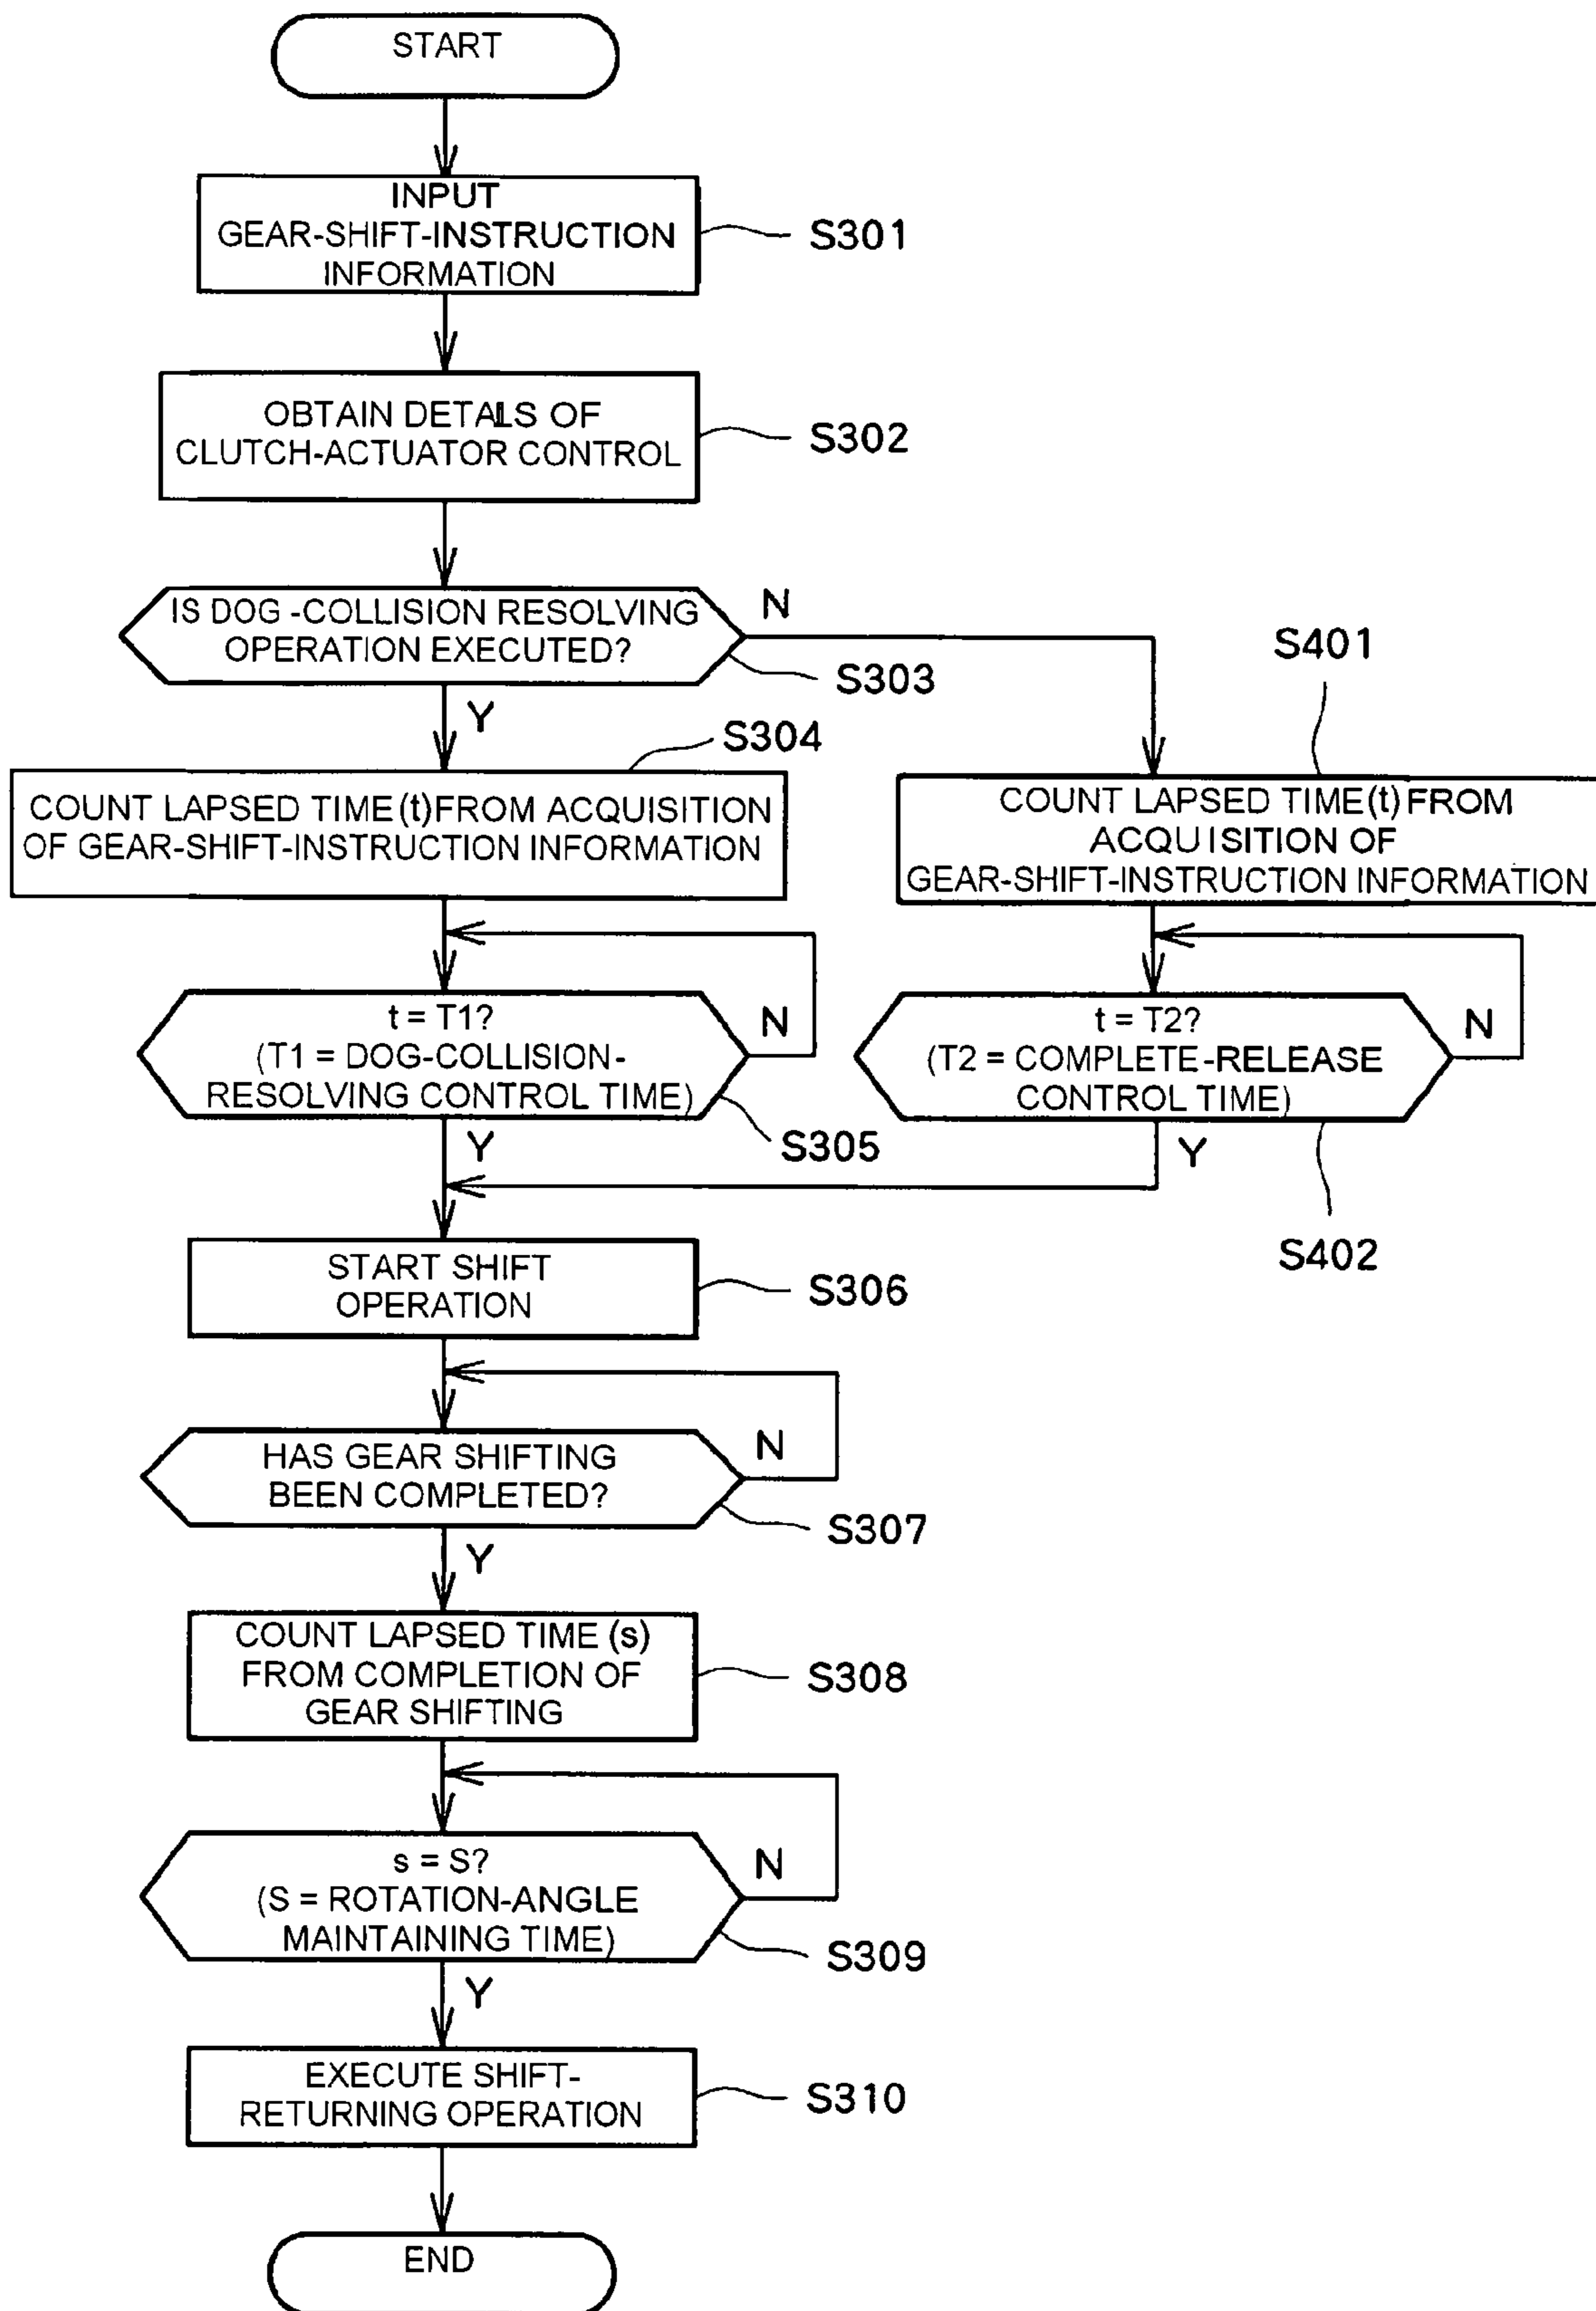 START
INPUT
GEAR-SHIFT-INSTRUCTION
INFORMATION
S301
OBTAIN DETAILS OF
CLUTCH-ACTUATOR CONTROL
S302
IS DOG -COLLISION RESOLVING
OPERATION EXECUTED?
N
S303
Y
S401
S304
COUNT LAPSED TIME(t)FROM ACQUISITION
OF GEAR-SHIFT-INSTRUCTION INFORMATION
COUNT LAPSED TIME(t) FROM
ACQUISITION OF
GEAR-SHIFT-INSTRUCTION INFORMATION
t = T1?
(T1 = DOG-COLLISION-
RESOLVING CONTROL TIME)
N
S305
Y
t = T2?
(T2 = COMPLETE-RELEASE
CONTROL TIME)
N
Y
S402
START SHIFT
OPERATION
S306
HAS GEAR SHIFTING
BEEN COMPLETED?
N
S307
Y
COUNT LAPSED TIME (s)
FROM COMPLETION OF
GEAR SHIFTING
S308
s = S?
(S = ROTATION-ANGLE
MAINTAINING TIME)
N
S309
Y
EXECUTE SHIFT-
RETURNING OPERATION
S310
END